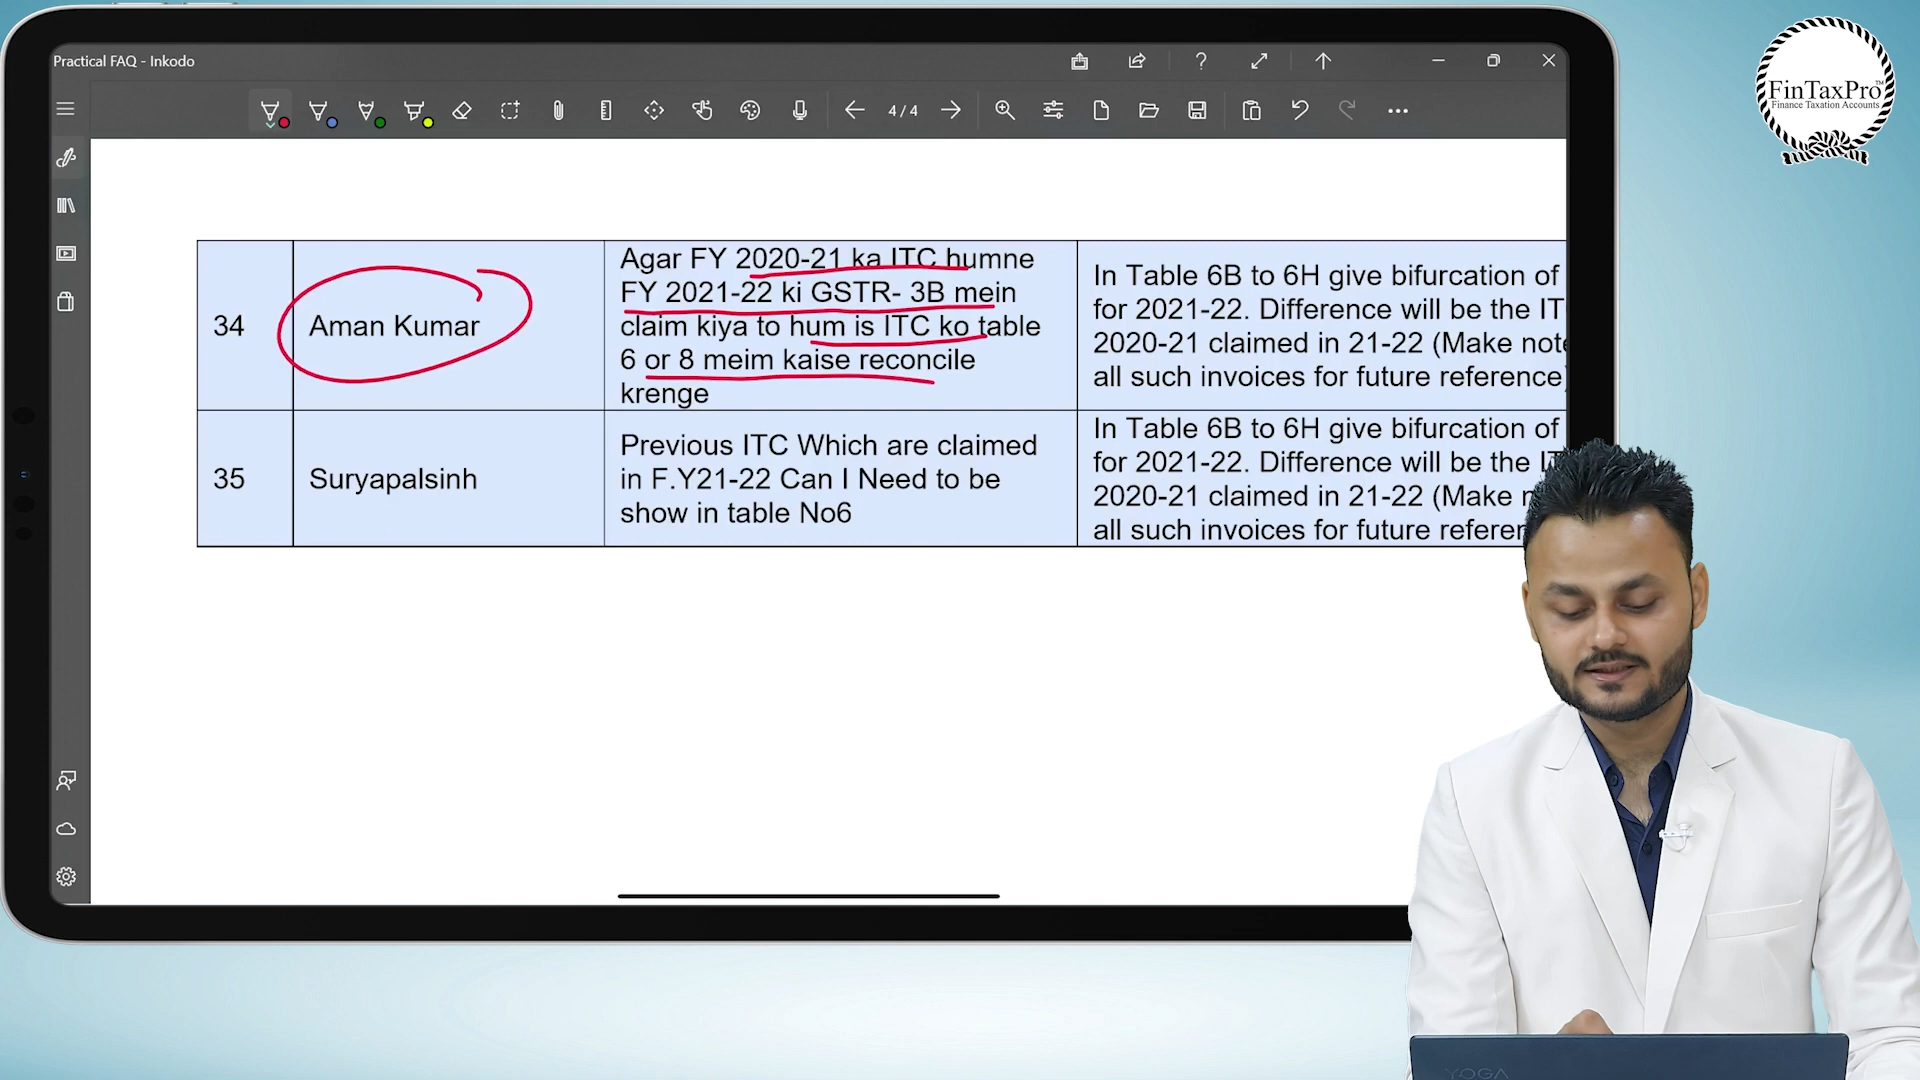 Practical FAQ - Inkodo
4/4
FinTaxPro™
Finance Taxation Accounts
34
Aman Kumar
Agar FY 2020-21 ka ITC humne
FY 2021-22 ki GSTR- 3B mein
claim kiya to hum is ITC ko table
6 or 8 meim kaise reconcile
krenge
In Table 6B to 6H give bifurcation of
for 2021-22. Difference will be the
2020-21 claimed in 21-22 (Make note
all such invoices for future reference)
35
Suryapalsinh
Previous ITC Which are claimed
in F.Y21-22 Can I Need to be
show in table No6
In Table 6B to 6H give bifurcation of
for 2021-22. Difference will be the
2020-21 claimed in 21-22 (Make
all such invoices for future
YOGA